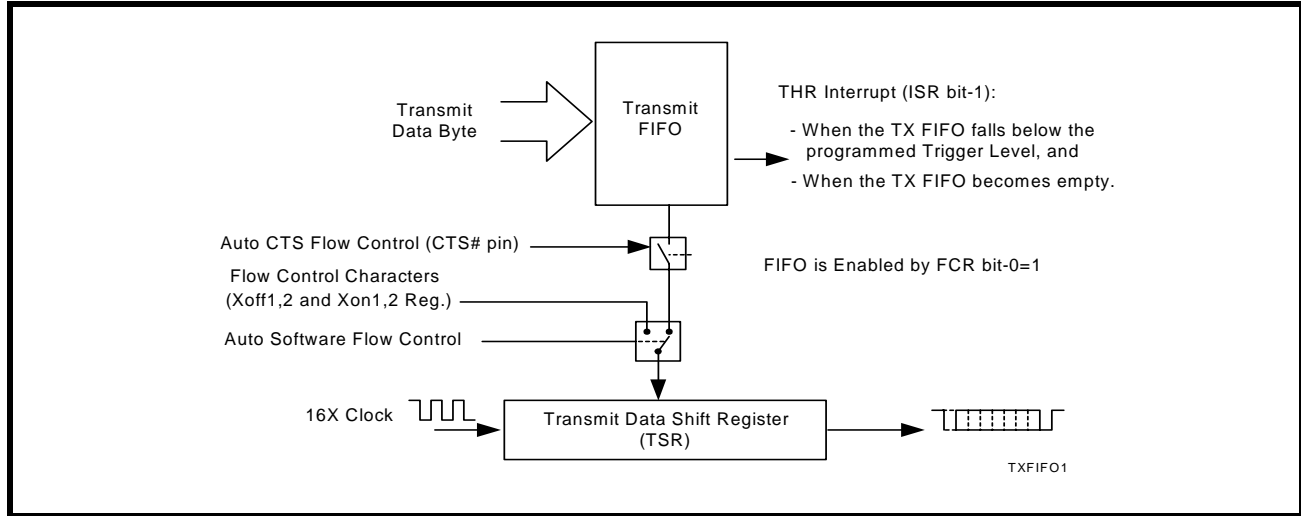 Transmit
Data Byte
Transmit
FIFO
THR Interrupt (ISR bit-1):
- When the TX FIFO falls below the
programmed Trigger Level, and
- When the TX FIFO becomes empty.
Auto CTS Flow Control (CTS# pin)
FIFO is Enabled by FCR bit-0=1
Flow Control Characters
(Xoff1,2 and Xon1,2 Reg.)
Auto Software Flow Control
16X Clock
Transmit Data Shift Register
(TSR)
TXFIFO1